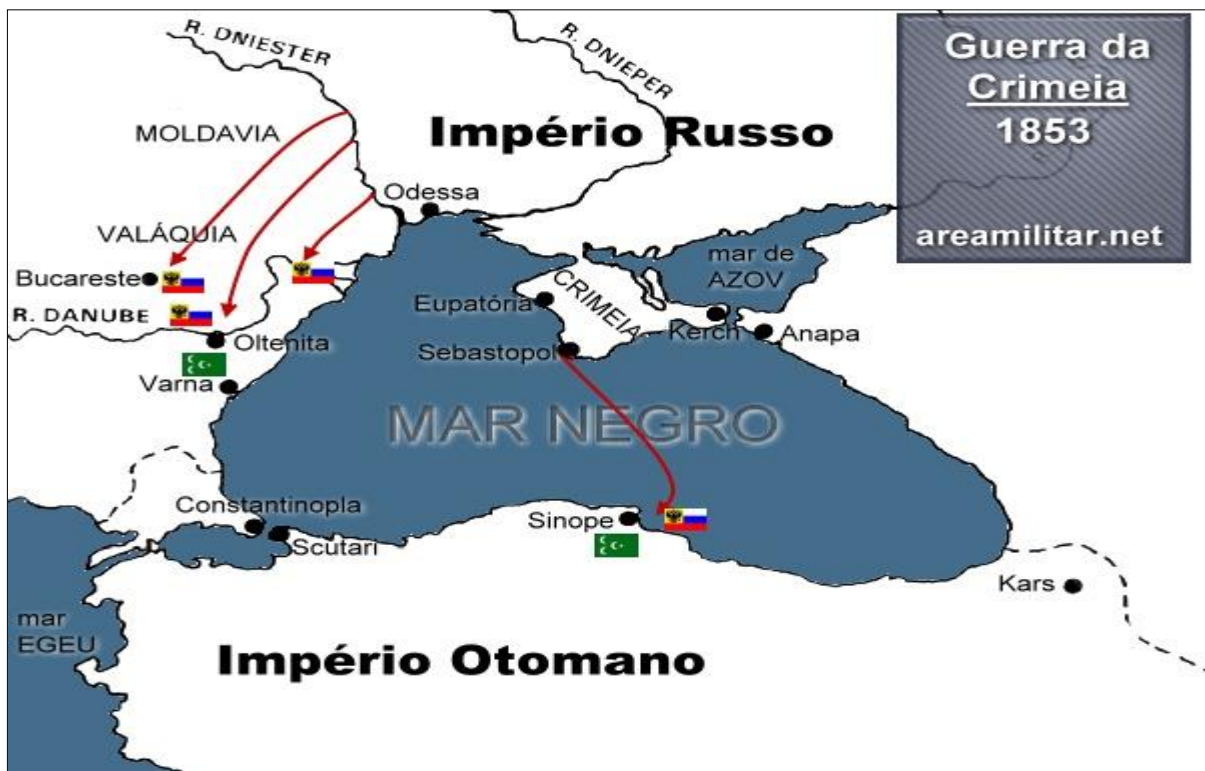 R. DNIESTER
R. DNIEPER
Guerra da
Crimeia
1853
areamilitar.net
MOLDAVIA
Império Russo
Odessa
VALÁQUIA
Bucareste
R. DANUBE
Oltenita
Varna
mar de
AZOV
CRIMEIA
Eupatória
Kerch
Anapa
Sebastopol
MAR NEGRO
Constantinopla
Scutari
Sinope
Kars
mar
EGEU
Império Otomano